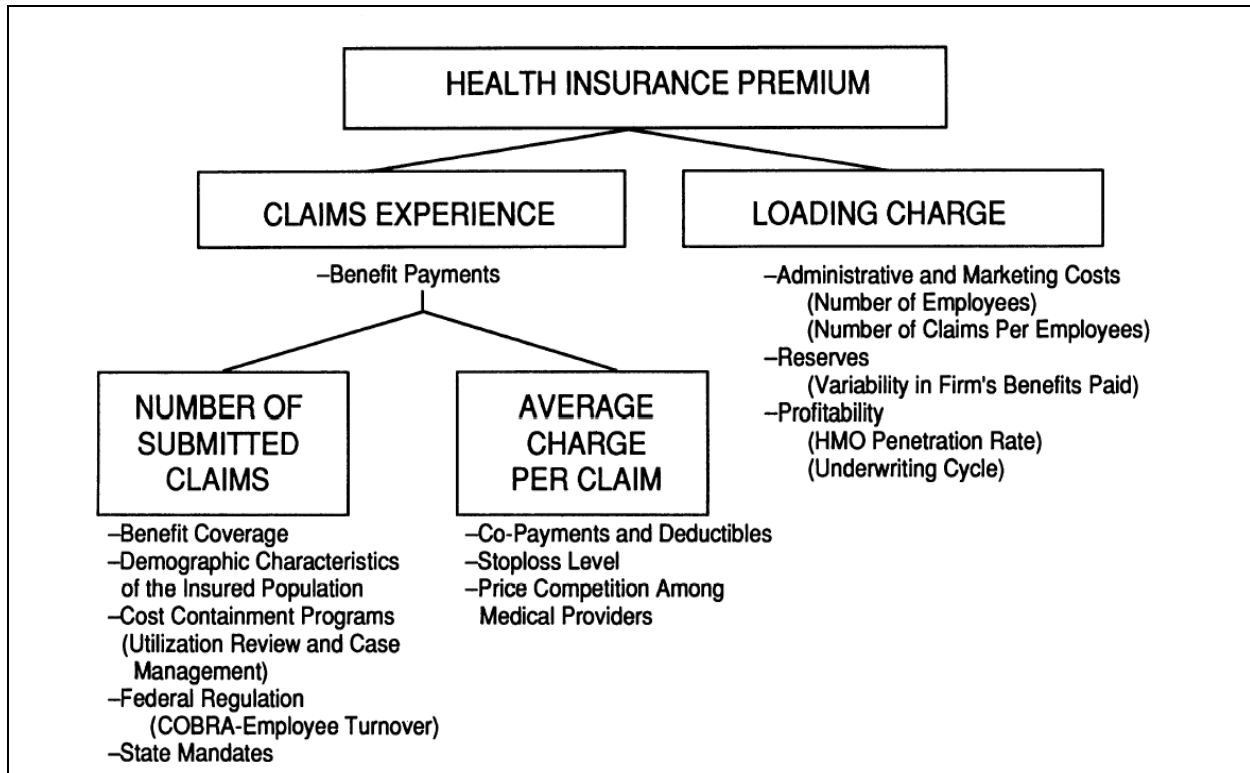 HEALTH INSURANCE PREMIUM
CLAIMS EXPERIENCE
–Benefit Payments
LOADING CHARGE
–Administrative and Marketing Costs
(Number of Employees)
(Number of Claims Per Employees)
–Reserves
(Variability in Firm's Benefits Paid)
–Profitability
(HMO Penetration Rate)
(Underwriting Cycle)
NUMBER OF
SUBMITTED
CLAIMS
–Benefit Coverage
–Demographic Characteristics
of the Insured Population
–Cost Containment Programs
(Utilization Review and Case
Management)
–Federal Regulation
(COBRA-Employee Turnover)
–State Mandates
AVERAGE
CHARGE
PER CLAIM
–Co-Payments and Deductibles
–Stoploss Level
–Price Competition Among
Medical Providers